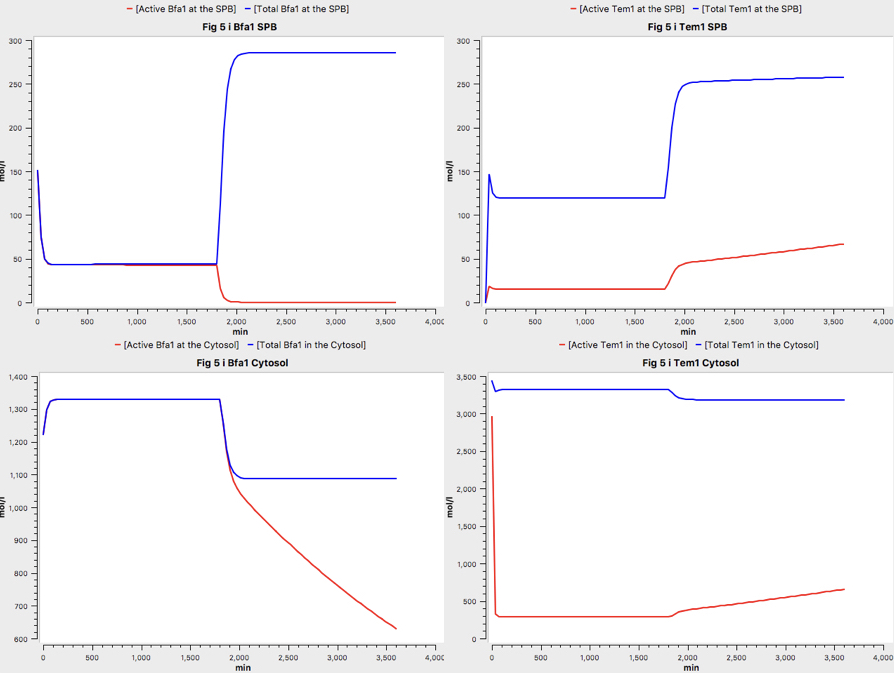 [Active Bfa1 at the SPB] [Total Bfa1 at the SPB]
Fig 5 i Bfa1 SPB
300
250
200
150
100
50
0
mol/l
0 500 1,000 1,500 2,000 2,500 3,000 3,500 4,000
min
[Active Tem1 at the SPB] [Total Tem1 at the SPB]
Fig 5 i Tem1 SPB
300
250
200
150
100
50
0
mol/l
0 500 1,000 1,500 2,000 2,500 3,000 3,500 4,000
min
[Active Bfa1 at the Cytosol] [Total Bfa1 in the Cytosol]
Fig 5 i Bfa1 Cytosol
1,400
1,300
1,200
1,100
1,000
900
800
700
600
mol/l
0 500 1,000 1,500 2,000 2,500 3,000 3,500 4,000
min
[Active Tem1 in the Cytosol] [Total Tem1 in the Cytosol]
Fig 5 i Tem1 Cytosol
3,500
3,000
2,500
2,000
1,500
1,000
500
0
mol/l
0 500 1,000 1,500 2,000 2,500 3,000 3,500 4,000
min